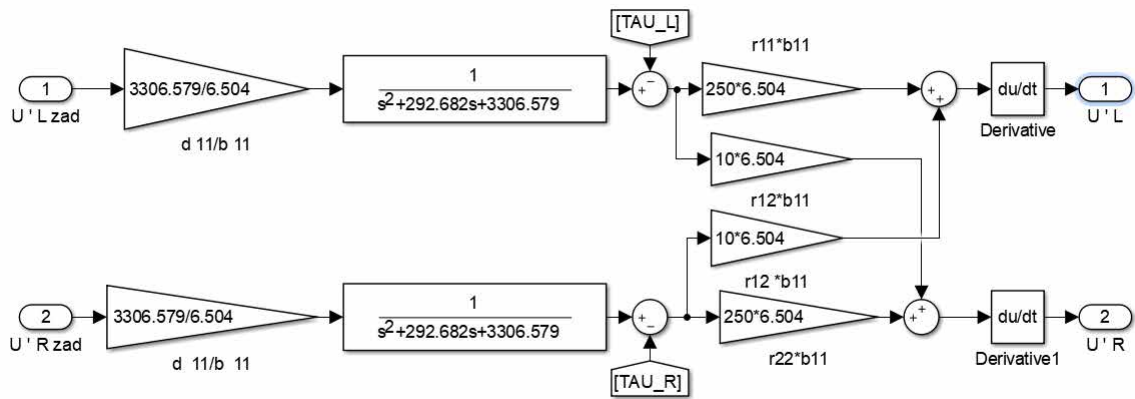 [TAU_L]
r11*b11
1
3306.579/6.504
1
s²+292.682s+3306.579
+ −
250*6.504
+ +
du/dt
1
U ' L zad
Derivative
U ' L
d 11/b 11
10*6.504
r12*b11
10*6.504
r12 *b11
2
3306.579/6.504
1
s²+292.682s+3306.579
+ −
250*6.504
+ +
du/dt
2
U ' R zad
Derivative1
U ' R
d 11/b 11
r22*b11
[TAU_R]